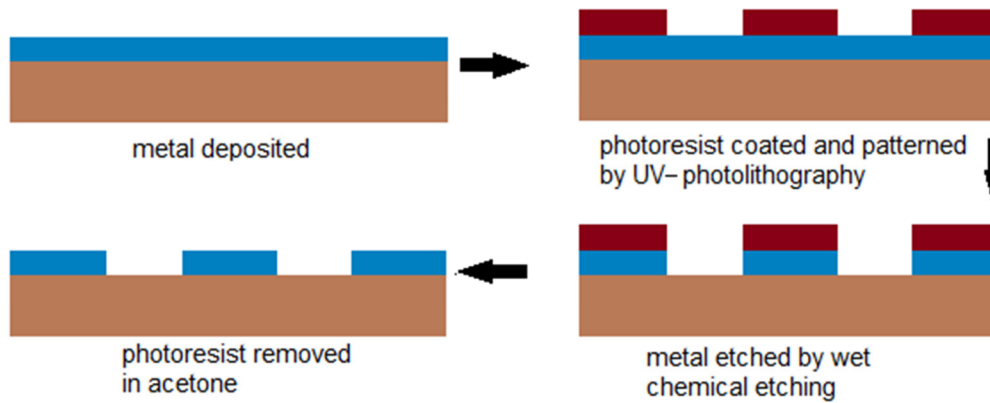 metal deposited
photoresist coated and patterned
by UV–photolithography
photoresist removed
in acetone
metal etched by wet
chemical etching